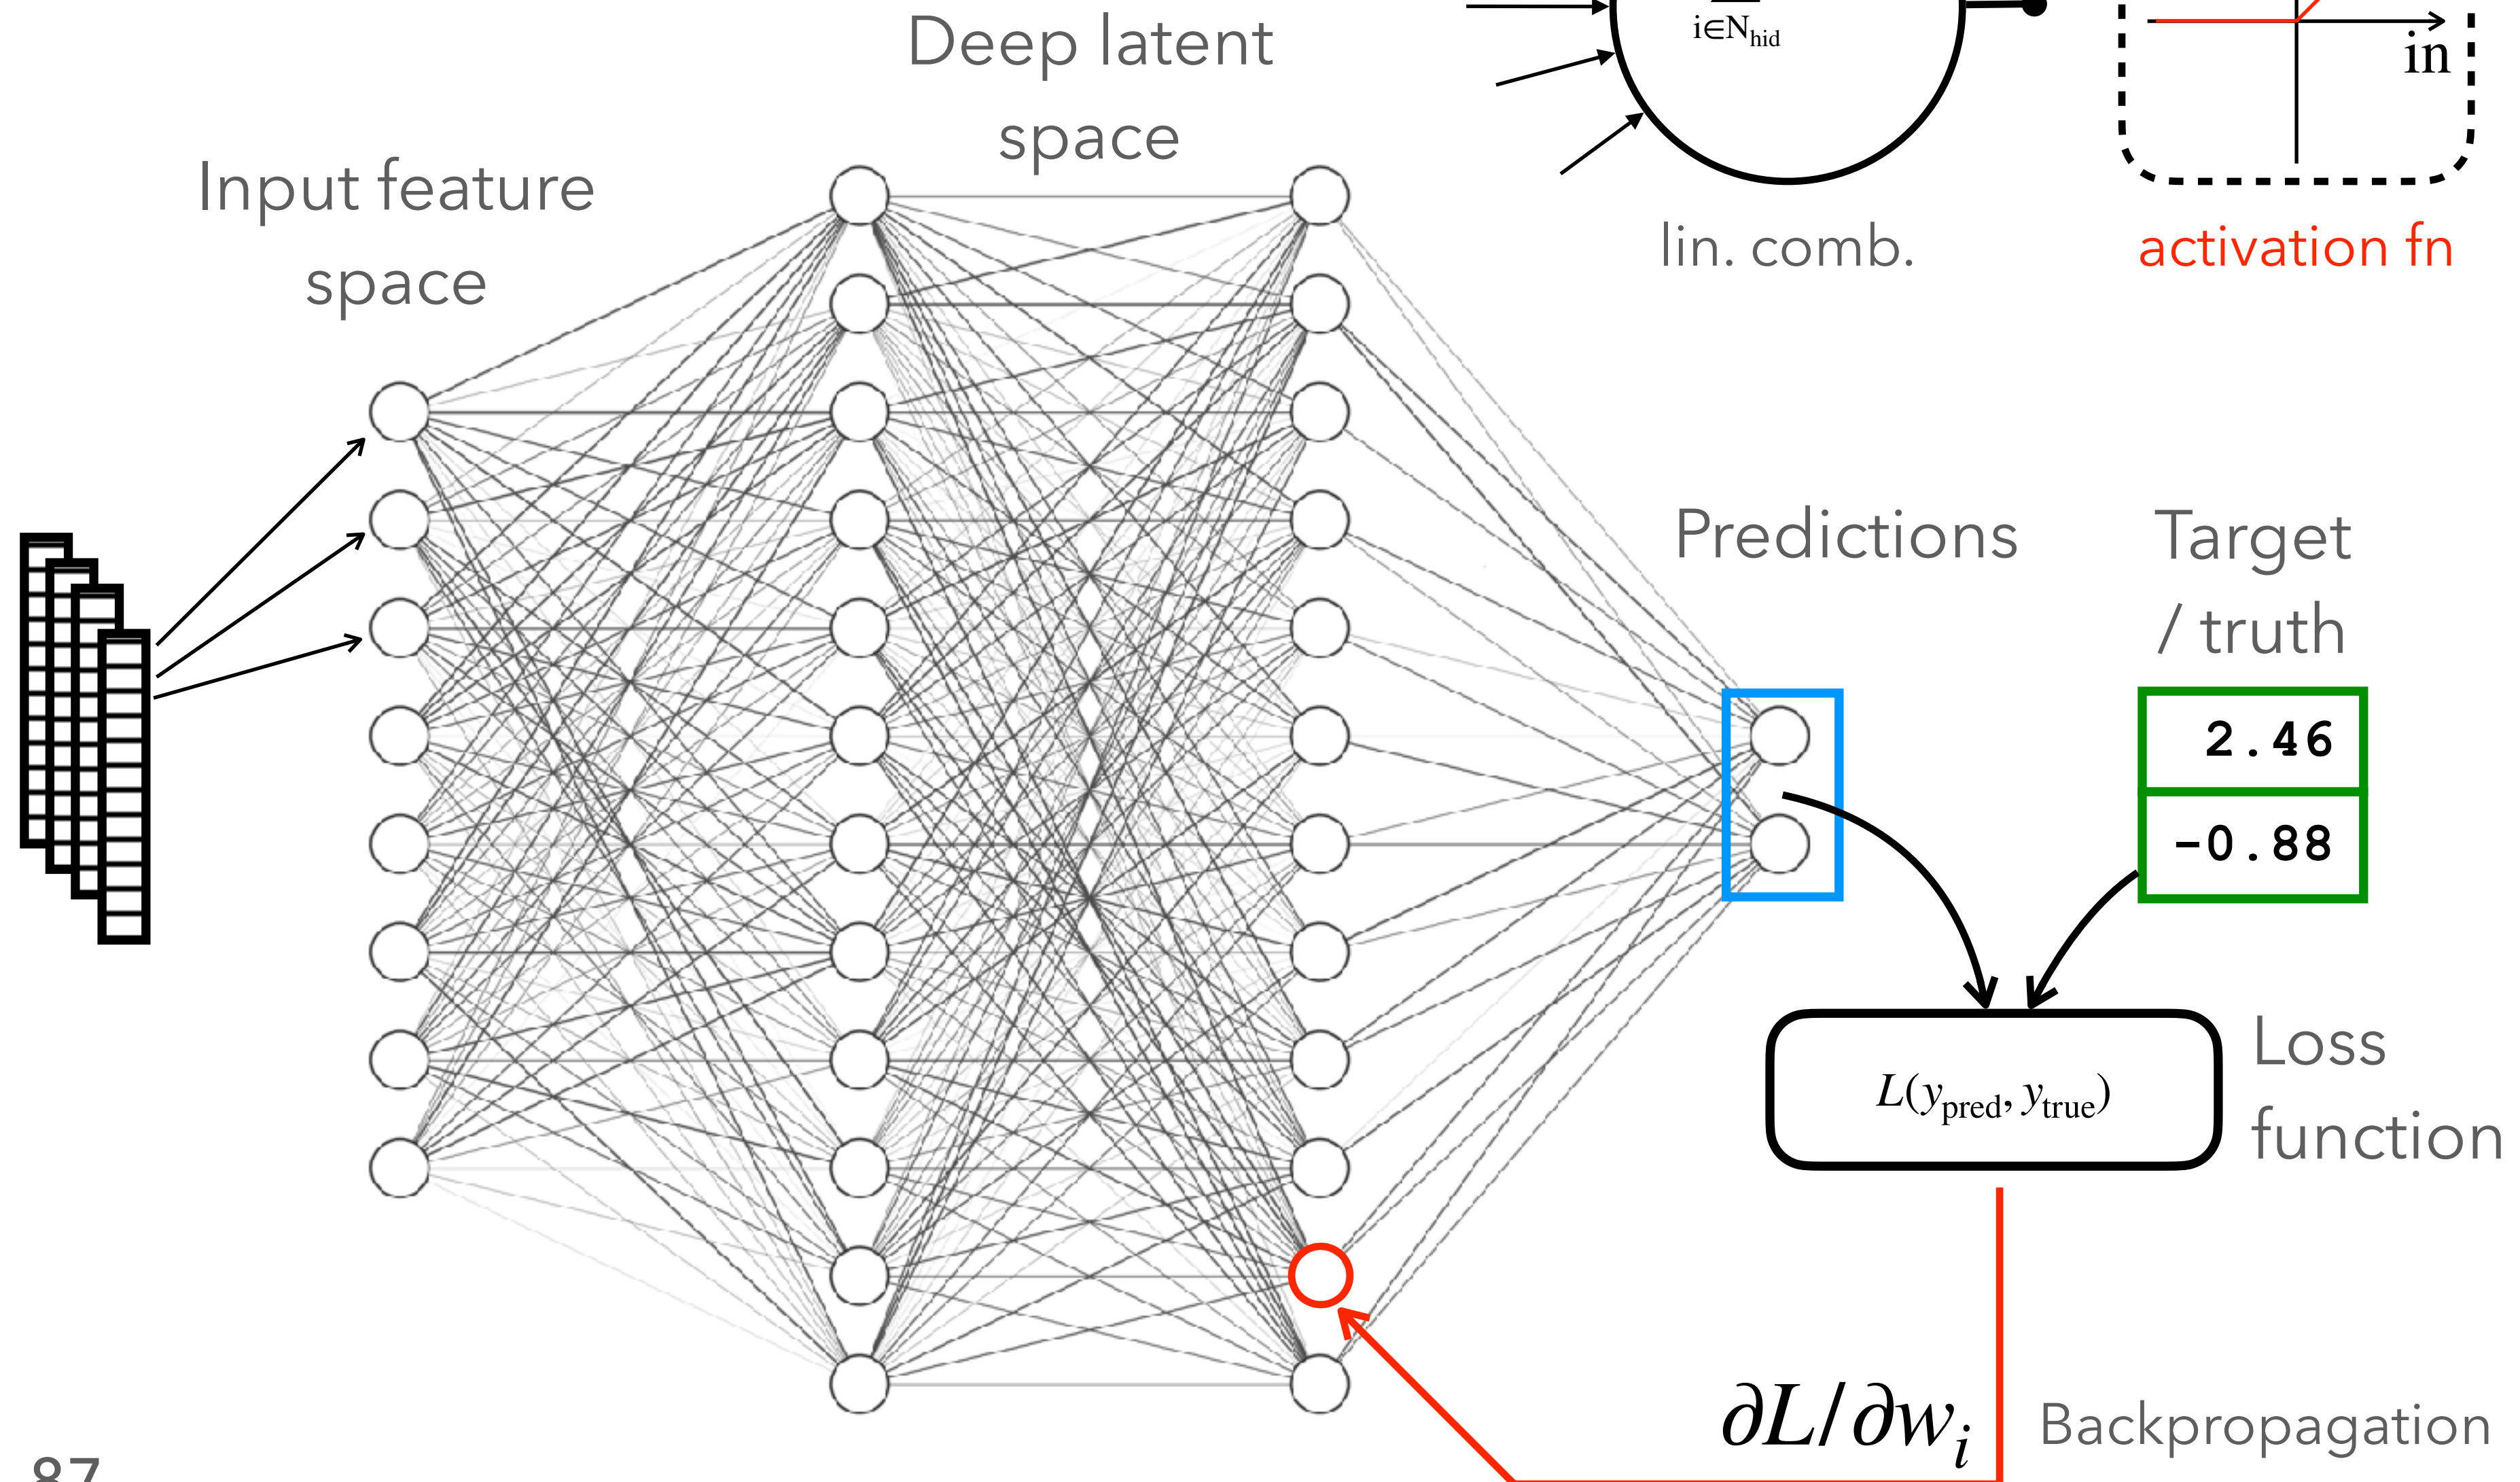 Deep latent
space
i∈N_hid
in
Input feature
space
lin. comb.
activation fn
Predictions
Target
/ truth
2.46
-0.88
L(y_pred, y_true)
Loss
function
∂L/∂w_i
Backpropagation
87